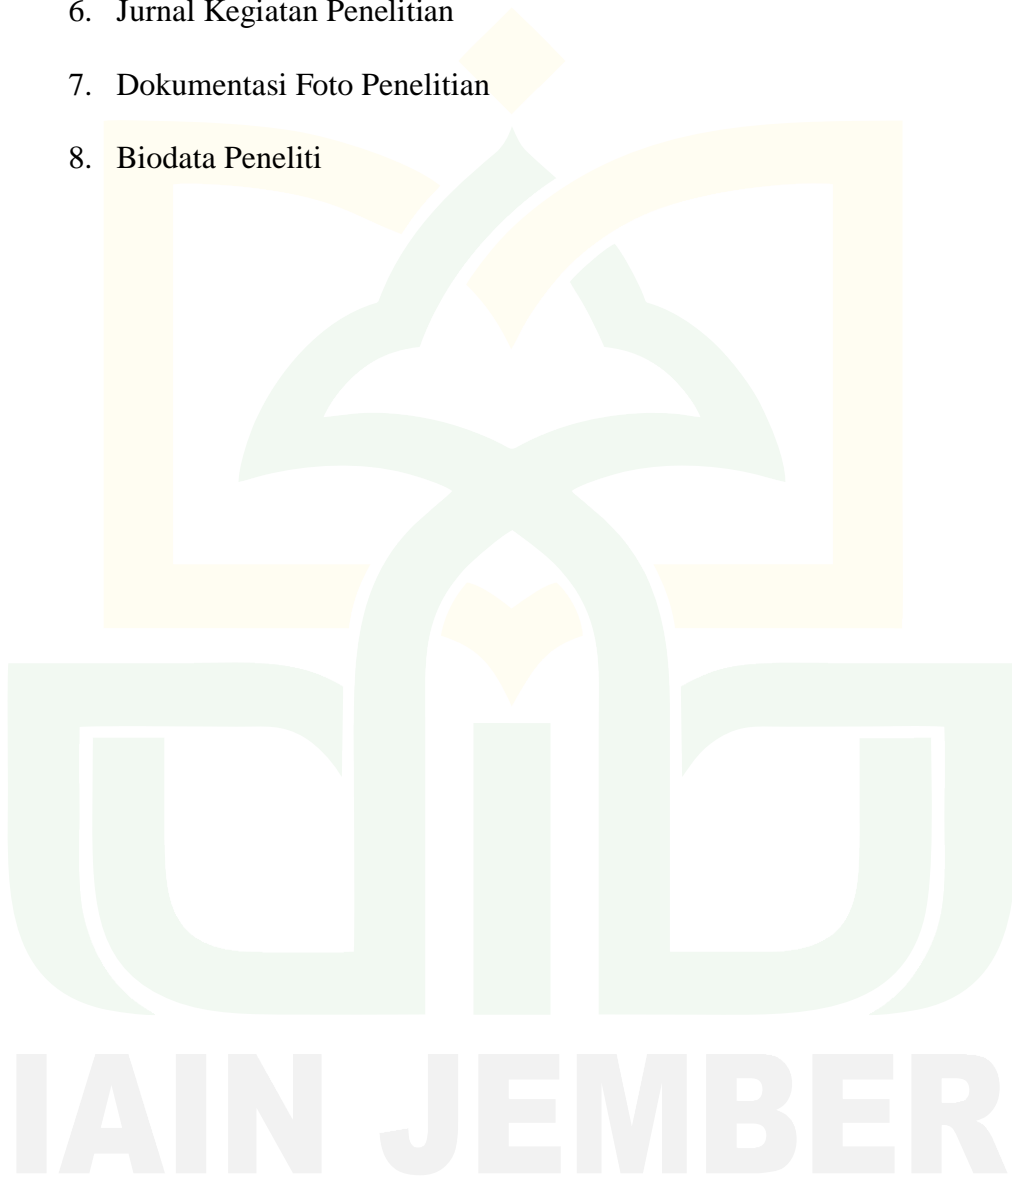 6. Jurnal Kegiatan Penelitian
7. Dokumentasi Foto Penelitian
8. Biodata Peneliti
IAIN JEMBER